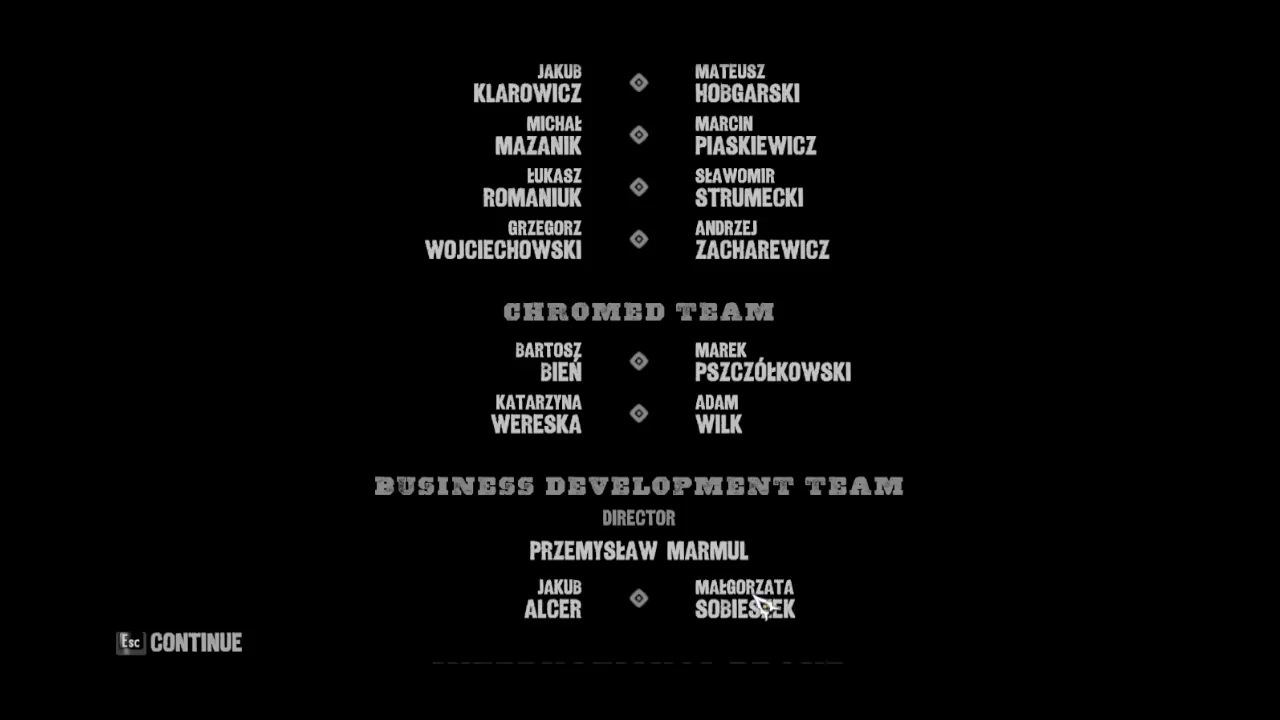 JAKUB MATEUSZ
KLAROWICZ HOBGARSKI
MICHAŁ MARCIN
MAZANIK PIASKIEWICZ
ŁUKASZ SŁAWOMIR
ROMANIUK STRUMECKI
GRZEGORZ ANDRZEJ
WOJCIECHOWSKI ZACHAREWICZ
CHROMED TEAM
BARTOSZ MAREK
BIEŃ PSZCZÓŁKOWSKI
KATARZYNA ADAM
WERESKA WILK
BUSINESS DEVELOPMENT TEAM
DIRECTOR
PRZEMYSŁAW MARMUL
JAKUB MAŁGORZATA
ALCER
Esc CONTINUE